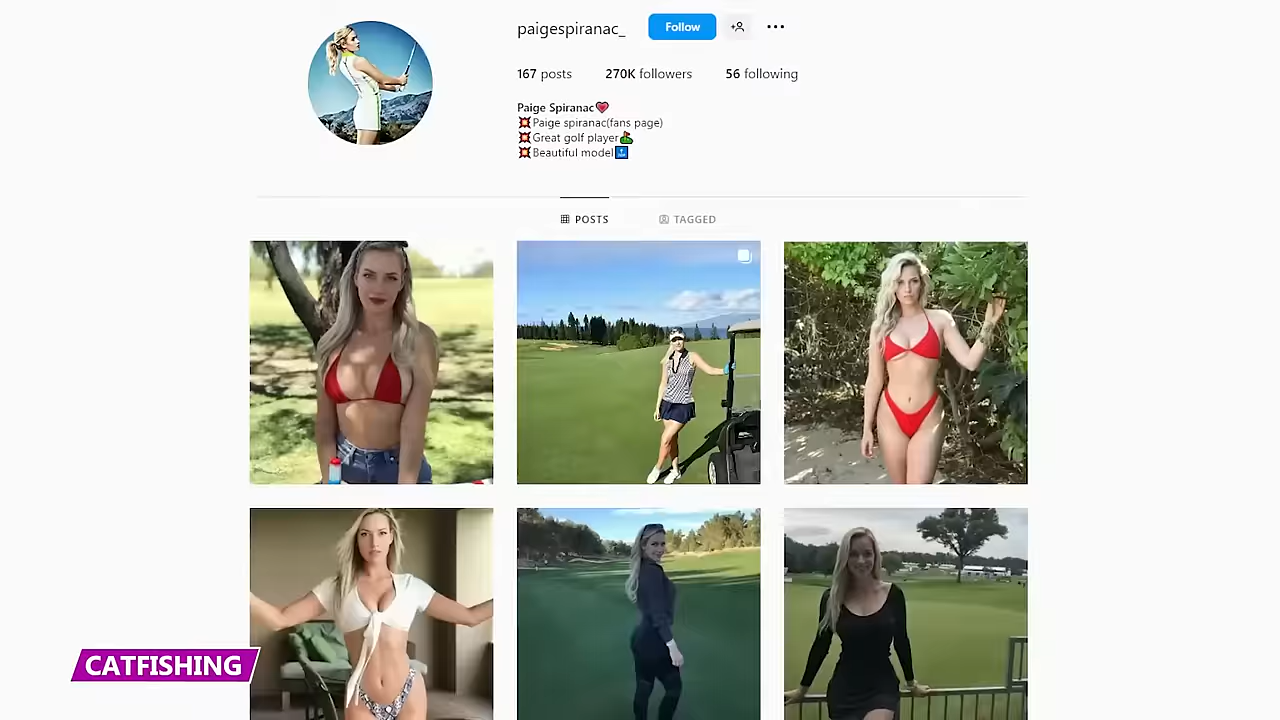 paigespiranac_ Follow
167 posts 270K followers 56 following
Paige Spiranac💗
💥Paige spiranac(fans page)
💥Great golf player⛳
💥Beautiful model
POSTS TAGGED
CATFISHING